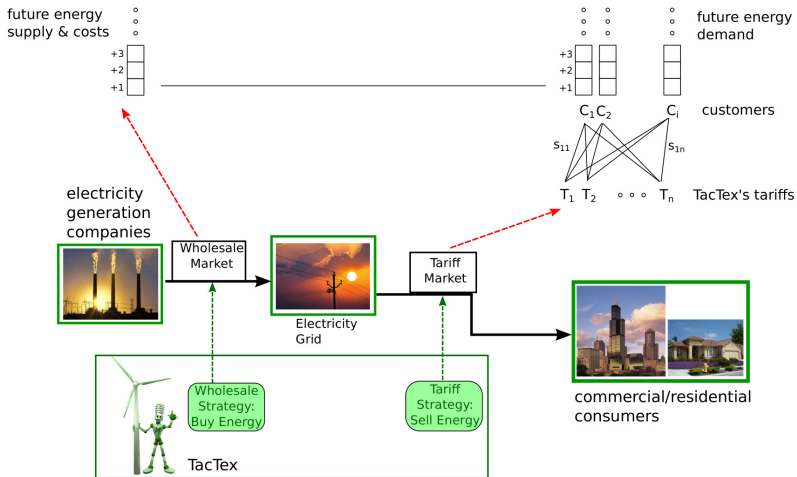 future energy
supply & costs
+3
+2
+1
future energy
demand
+3
+2
+1
C1 C2 Ci
customers
s11
s1n
T1 T2 Tn
TacTex's tariffs
electricity
generation
companies
Wholesale
Market
Tariff
Market
Electricity
Grid
commercial/residential
consumers
Wholesale
Strategy:
Buy Energy
Tariff
Strategy:
Sell Energy
TacTex